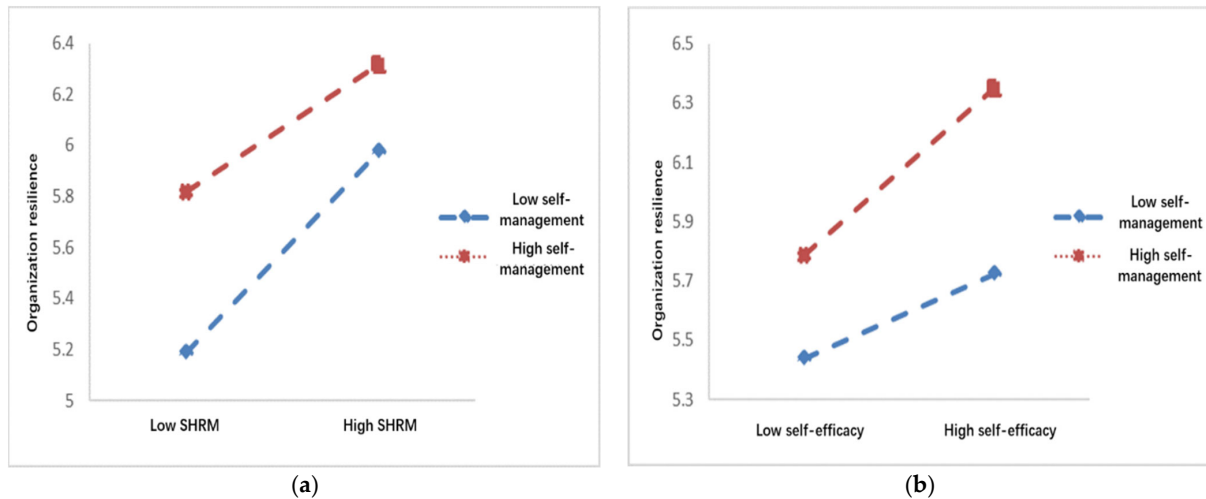 6.4
6.2
6
5.8
5.6
5.4
5.2
5
Organization resilience
Low SHRM
High SHRM
Low self-
management
High self-
management
(a)
6.5
6.3
6.1
5.9
5.7
5.5
5.3
Organization resilience
Low self-efficacy
High self-efficacy
Low self-
management
High self-
management
(b)